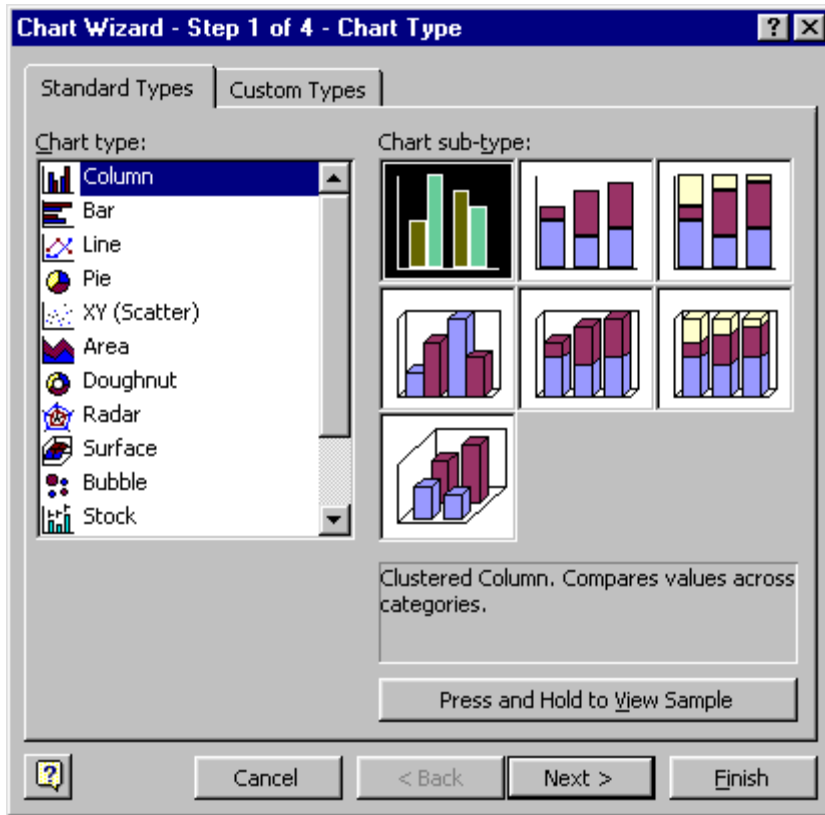 Chart Wizard - Step 1 of 4 - Chart Type
Standard Types
Custom Types
Chart type:
Chart sub-type:
Column
Bar
Line
Pie
XY (Scatter)
Area
Doughnut
Radar
Surface
Bubble
Stock
Clustered Column. Compares values across
categories.
Press and Hold to View Sample
Cancel
< Back
Next >
Finish